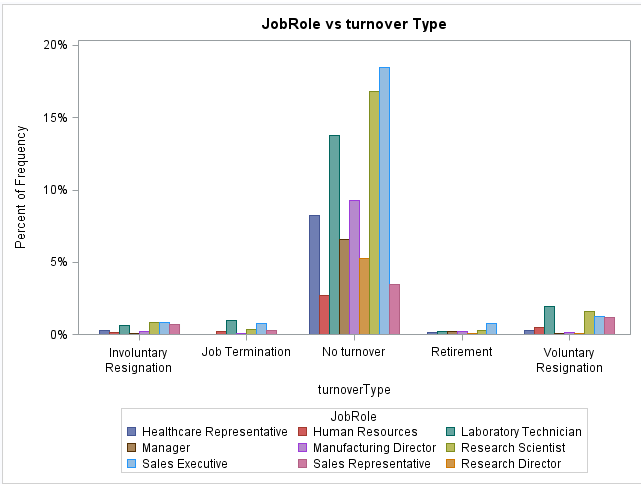 JobRole vs turnover Type
20%
15%
10%
5%
0%
Percent of Frequency
Involuntary
Resignation
Job Termination
No turnover
Retirement
Voluntary
Resignation
turnoverType
JobRole
Healthcare Representative Human Resources Laboratory Technician
Manager Manufacturing Director Research Scientist
Sales Executive Sales Representative Research Director